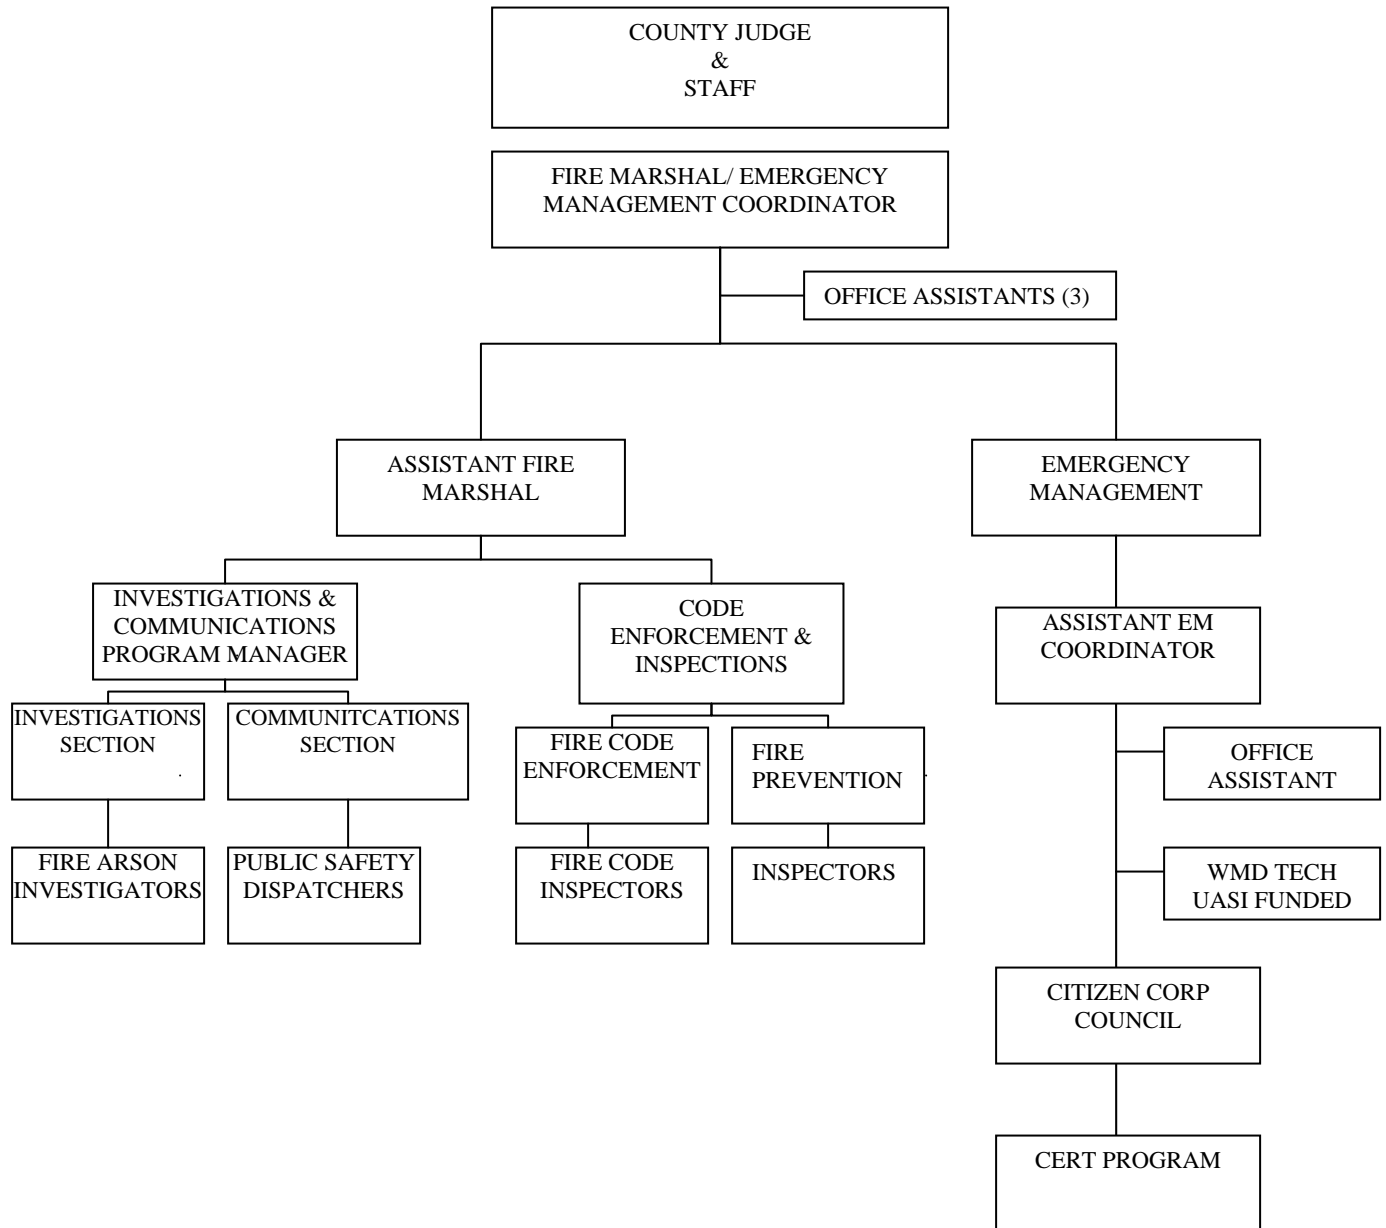 COUNTY JUDGE
&
STAFF
FIRE MARSHAL/ EMERGENCY
MANAGEMENT COORDINATOR
OFFICE ASSISTANTS (3)
ASSISTANT FIRE
MARSHAL
EMERGENCY
MANAGEMENT
INVESTIGATIONS &
COMMUNICATIONS
PROGRAM MANAGER
CODE
ENFORCEMENT &
INSPECTIONS
ASSISTANT EM
COORDINATOR
INVESTIGATIONS
SECTION
COMMUNITCATIONS
SECTION
FIRE CODE
ENFORCEMENT
FIRE
PREVENTION
OFFICE
ASSISTANT
FIRE ARSON
INVESTIGATORS
PUBLIC SAFETY
DISPATCHERS
FIRE CODE
INSPECTORS
INSPECTORS
WMD TECH
UASI FUNDED
CITIZEN CORP
COUNCIL
CERT PROGRAM